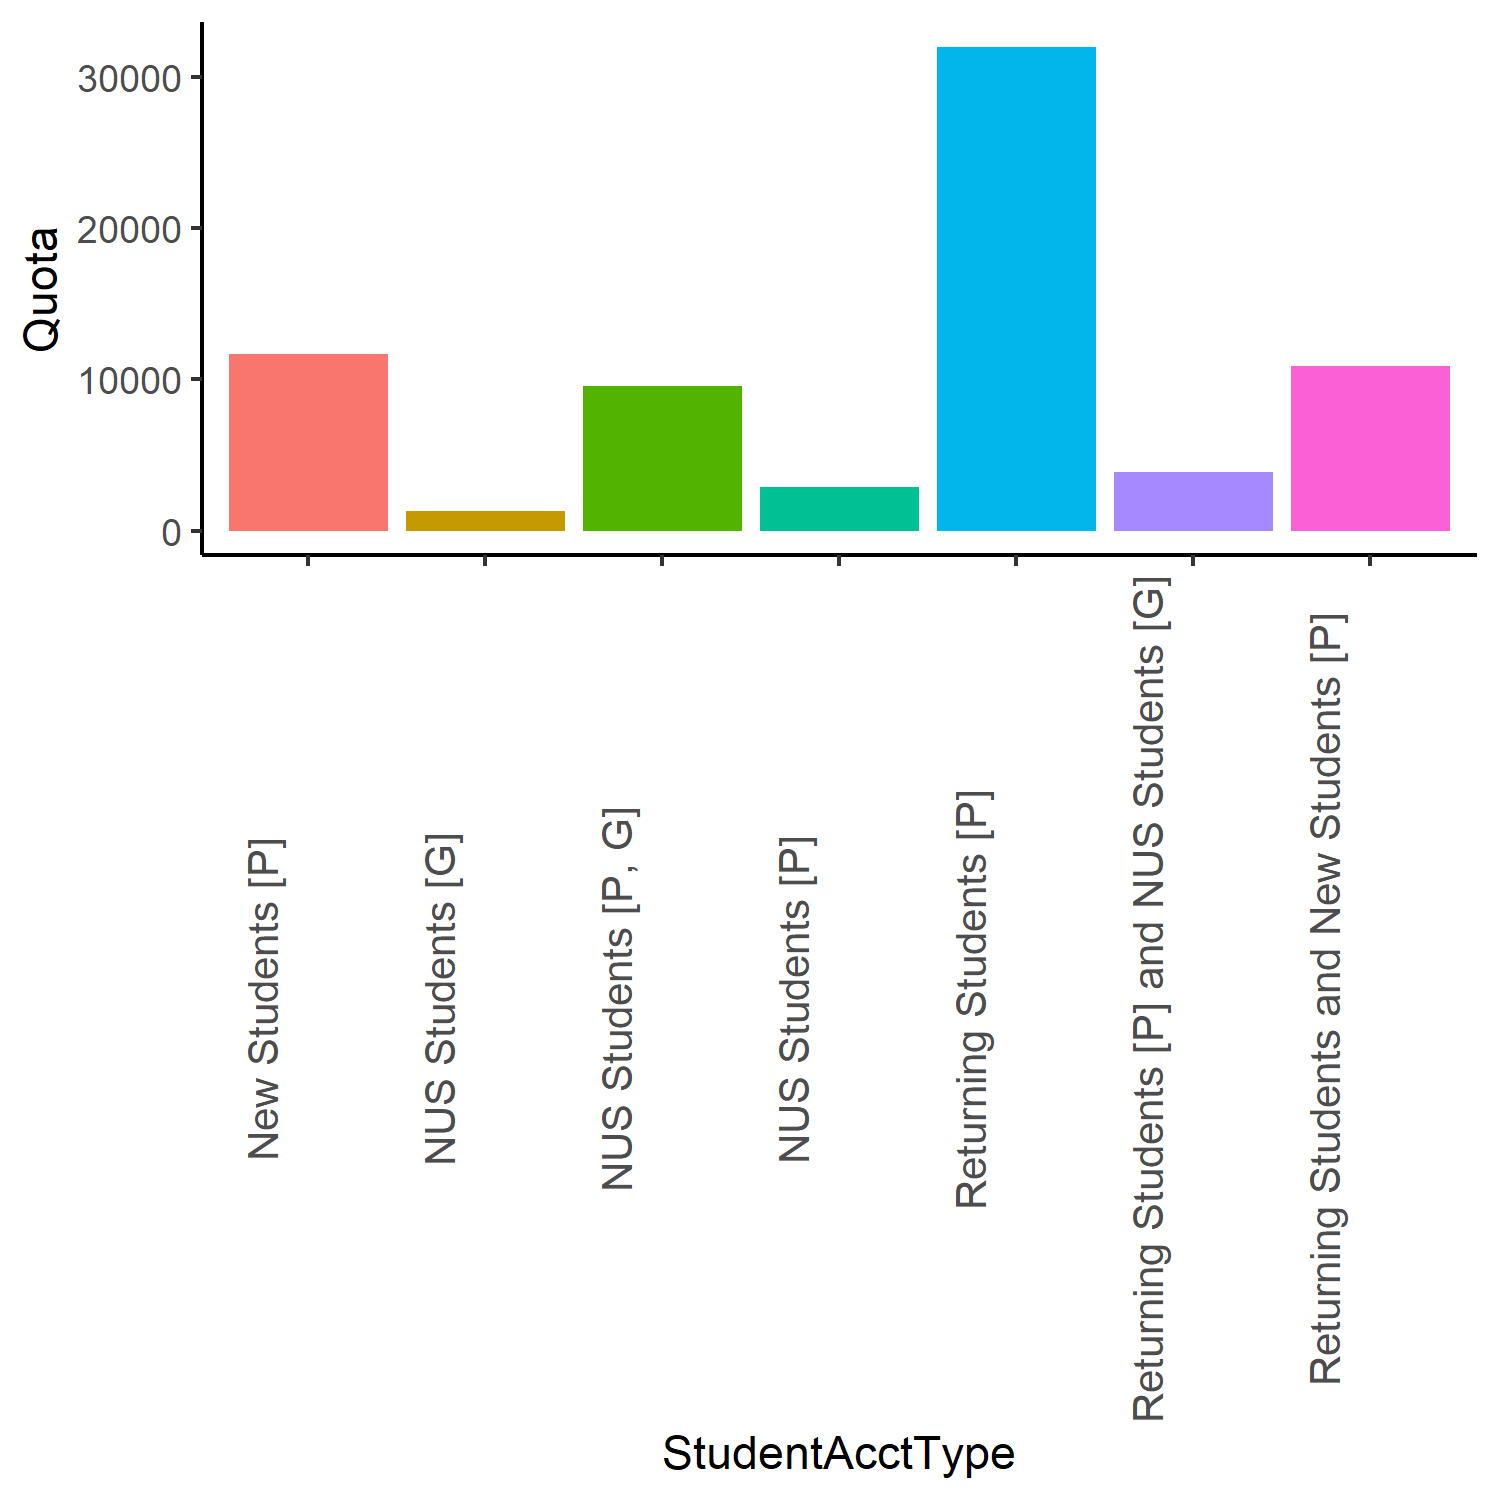 Quota
30000
20000
10000
0
New Students [P]
NUS Students [G]
NUS Students [P, G]
NUS Students [P]
Returning Students [P]
Returning Students [P] and NUS Students [G]
Returning Students and New Students [P]
StudentAcctType